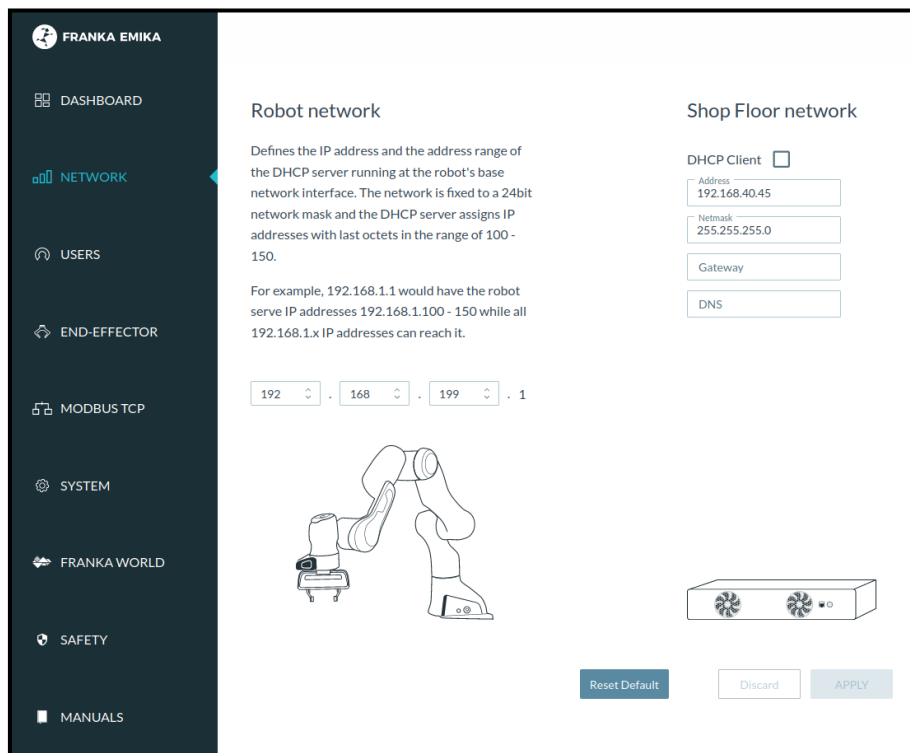 FRANKA EMIKA
DASHBOARD
NETWORK
USERS
END-EFFECTOR
MODBUS TCP
SYSTEM
FRANKA WORLD
SAFETY
MANUALS
Robot network
Defines the IP address and the address range of
the DHCP server running at the robot's base
network interface. The network is fixed to a 24bit
network mask and the DHCP server assigns IP
addresses with last octets in the range of 100 -
150.
For example, 192.168.1.1 would have the robot
serve IP addresses 192.168.1.100 - 150 while all
192.168.1.x IP addresses can reach it.
192 . 168 . 199 . 1
Shop Floor network
DHCP Client
Address
192.168.40.45
Netmask
255.255.255.0
Gateway
DNS
Reset Default
Discard
APPLY